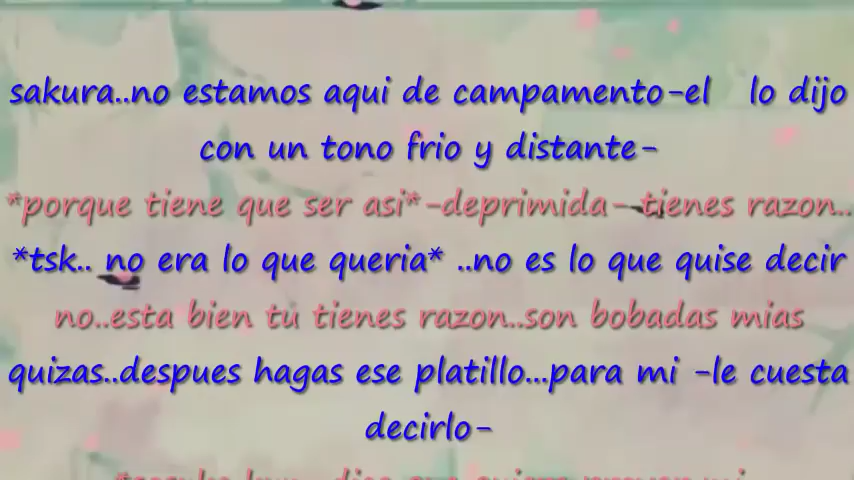 sakura..no estamos aqui de campamento-el lo dijo
con un tono frio y distante-
*porque tiene que ser asi*-deprimida- tienes razon..
*tsk.. no era lo que queria* ..no es lo que quise decir
no..esta bien tu tienes razon..son bobadas mias
quizas..despues hagas ese platillo...para mi -le cuesta
decirlo-